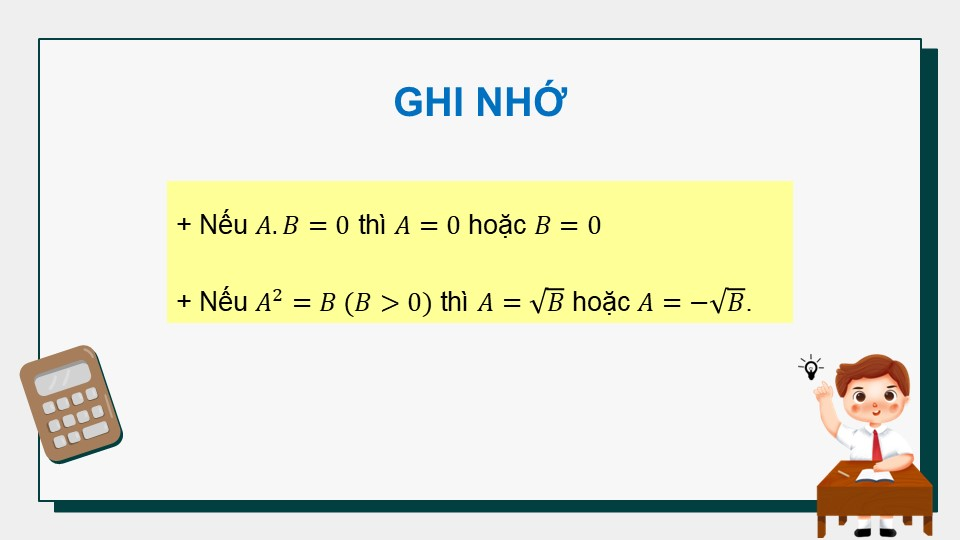 GHI NHỚ
+ Nếu 𝐴.𝐵 = 0 thì 𝐴 = 0 hoặc 𝐵 = 0
+ Nếu 𝐴² = 𝐵 (𝐵 > 0) thì 𝐴 = √𝐵 hoặc 𝐴 = −√𝐵.